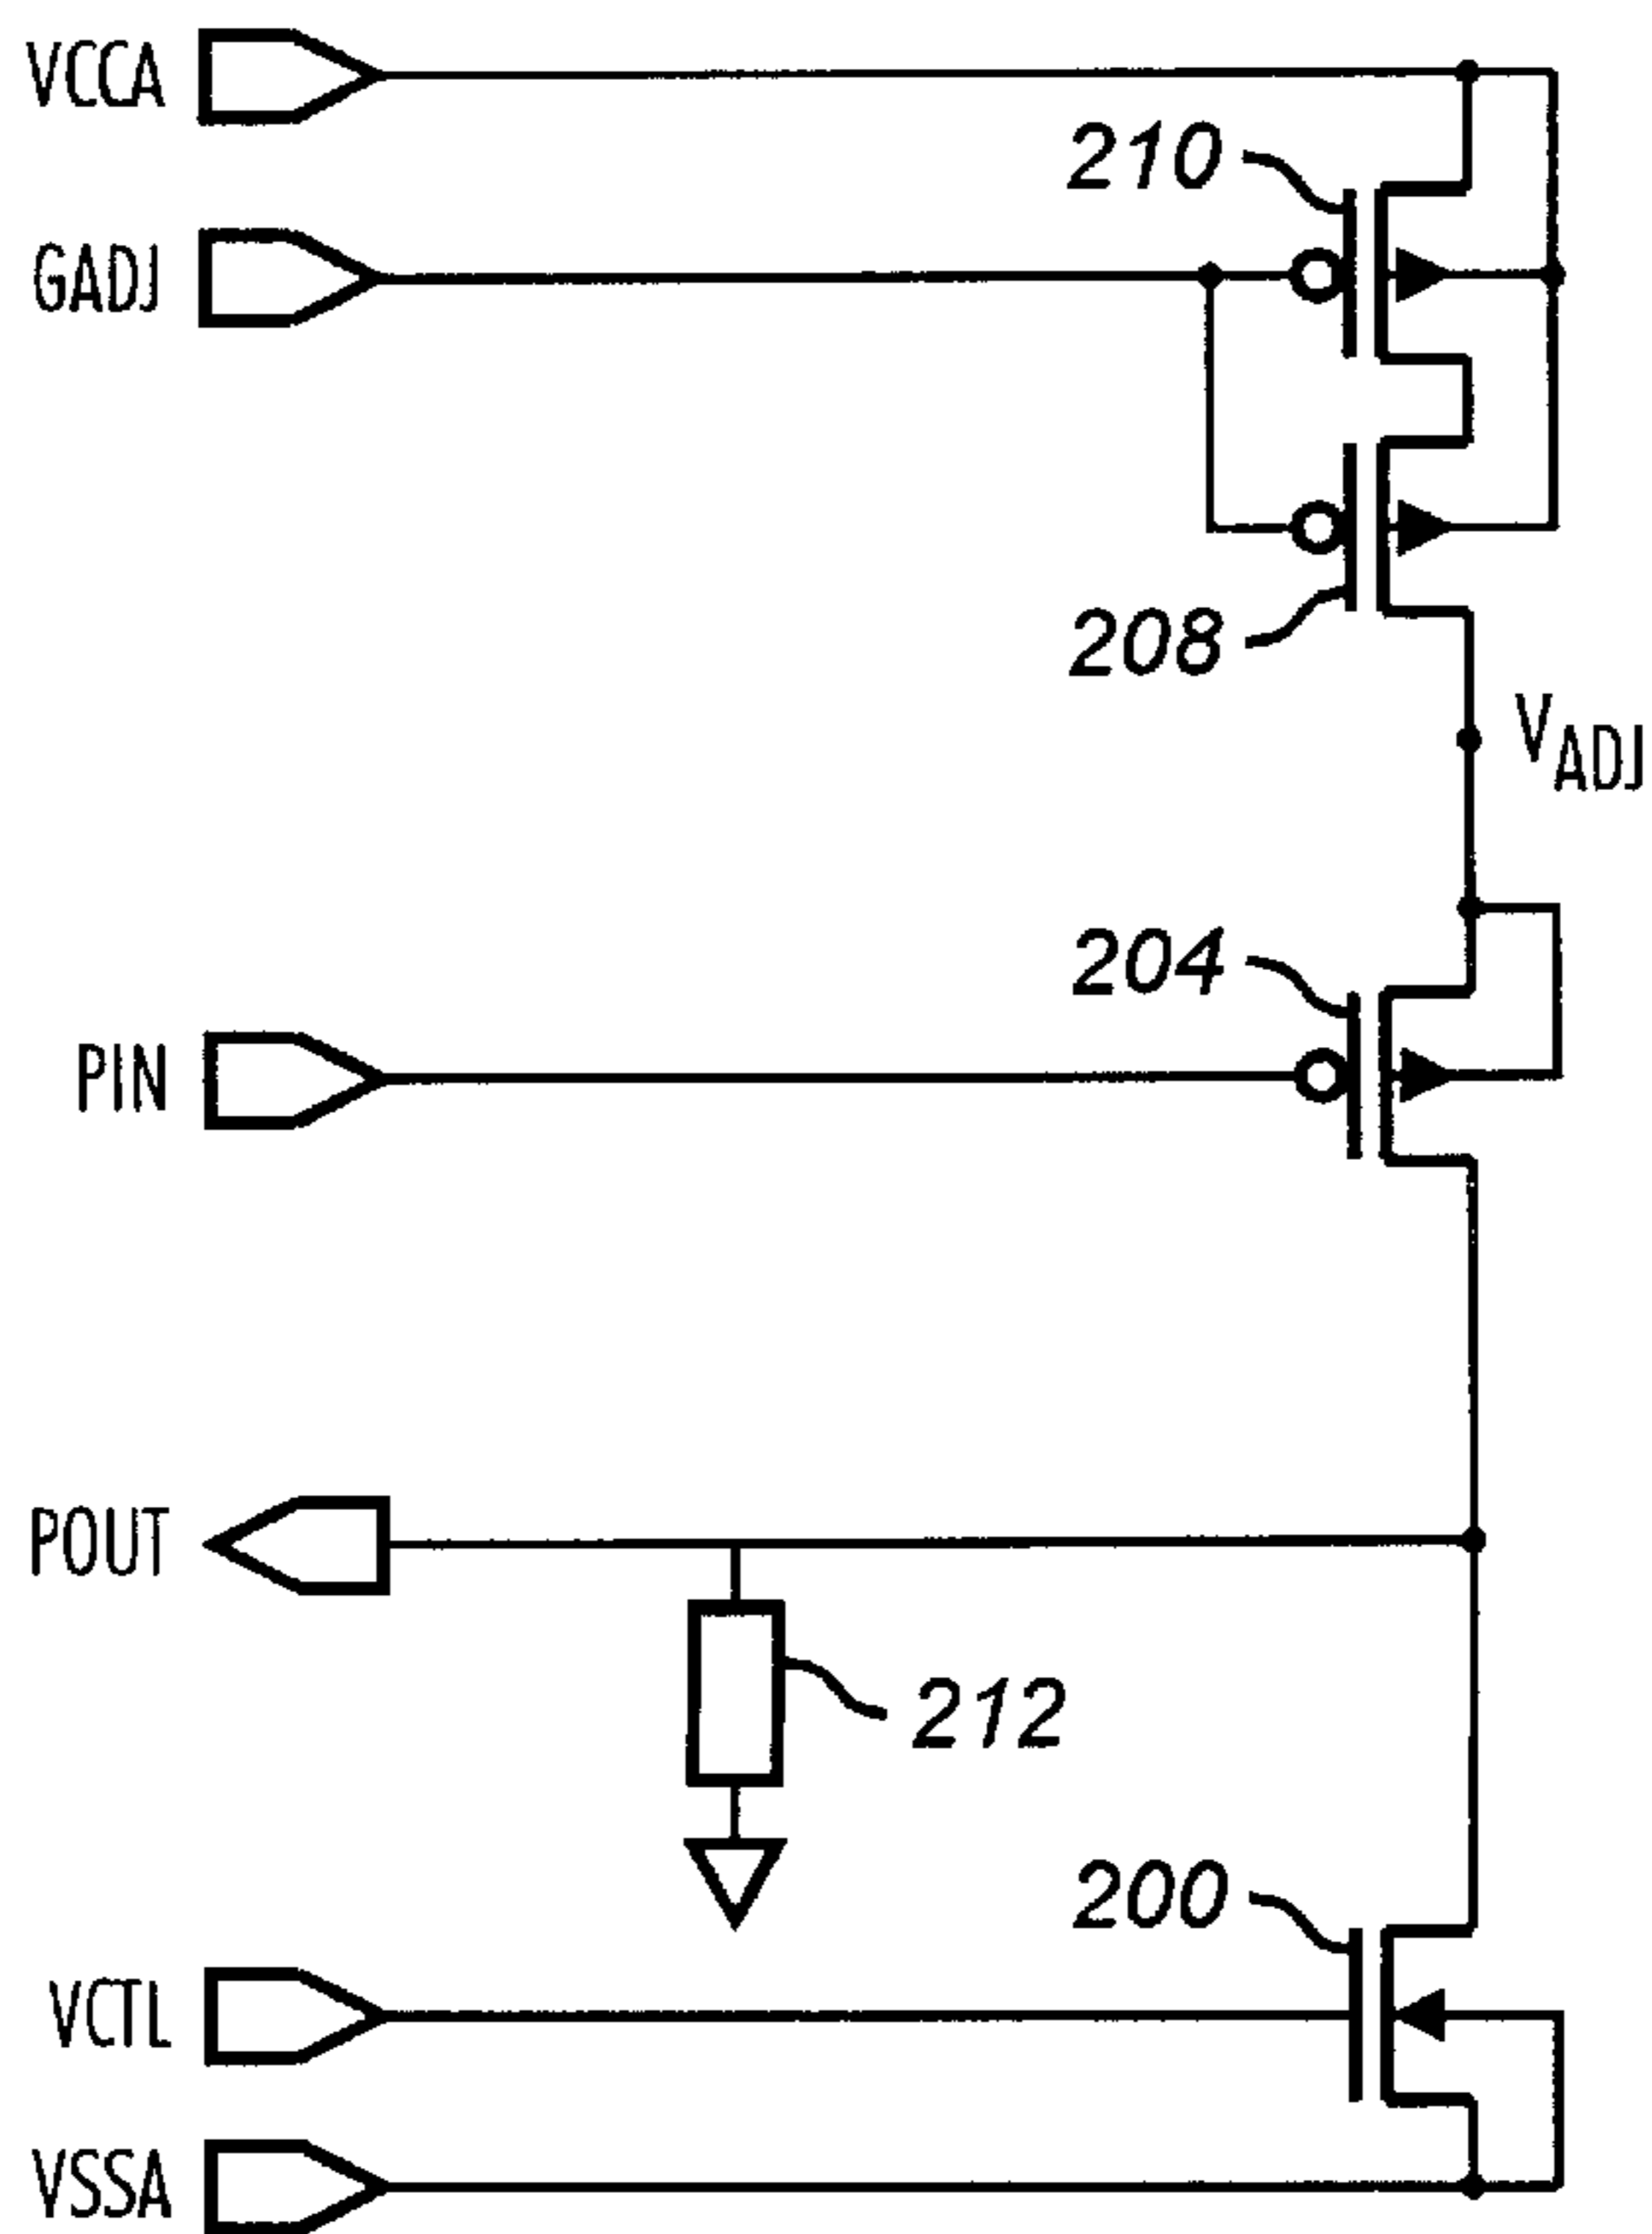 VCCA
210
GADJ
208
VADJ
204
PIN
POUT
212
200
VCTL
VSSA